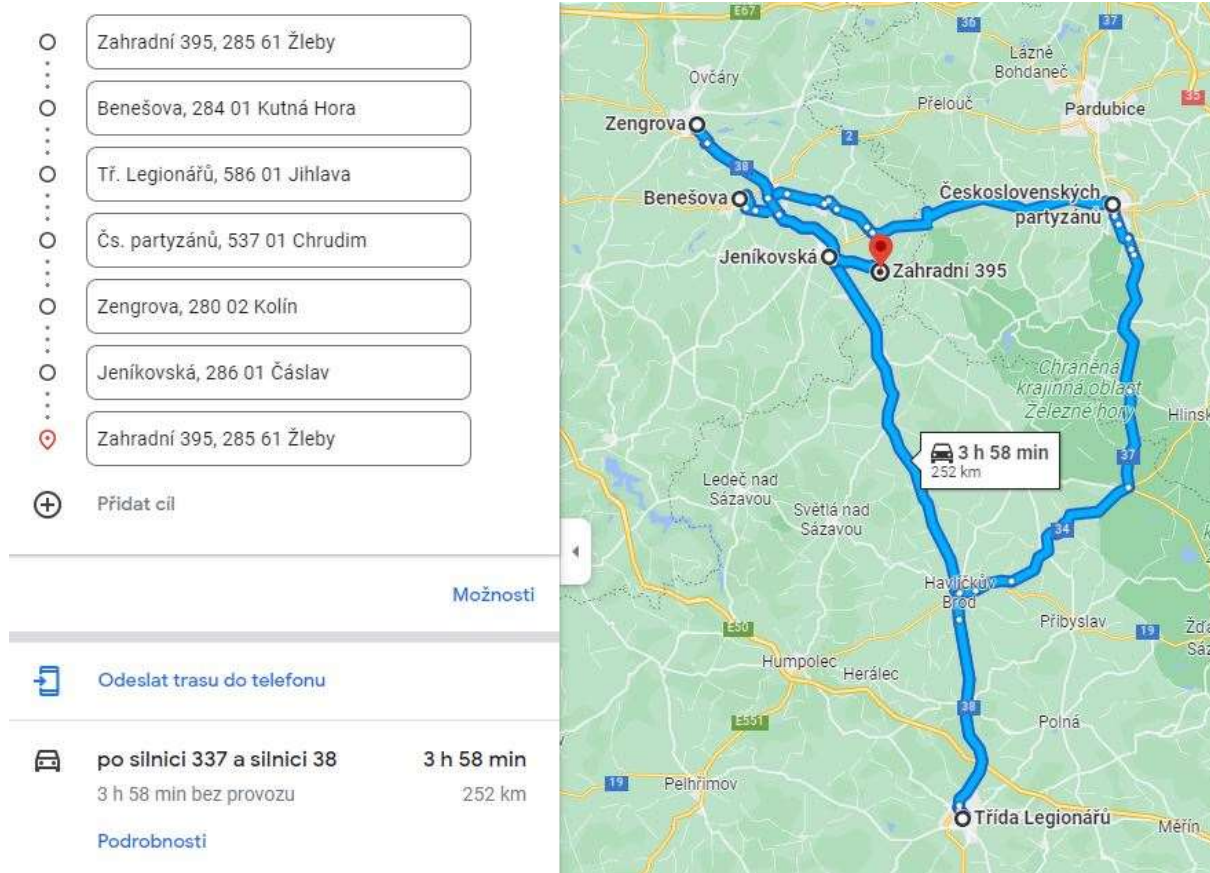 Zahradní 395, 285 61 Žleby
Benešova, 284 01 Kutná Hora
Tř. Legionářů, 586 01 Jihlava
Čs. partyzánů, 537 01 Chrudim
Zengrova, 280 02 Kolín
Jeníkovská, 286 01 Čáslav
Zahradní 395, 285 61 Žleby
Přidat cíl
Možnosti
Odeslat trasu do telefonu
po silnici 337 a silnici 38 3 h 58 min
3 h 58 min bez provozu 252 km
Podrobnosti
E67
36
37
Lázně
Bohdaneč
Ovčáry
Přelouč
Pardubice
35
Zengrova
2
38
Benešova
Československých
partyzánů
Jeníkovská
Zahradní 395
Chráněná
krajinná oblast
Železné hory
Hlinsk
3 h 58 min
252 km
37
Ledeč nad
Sázavou
Světlá nad
Sázavou
34
Havlíčkův
Brod
Přibyslav
19
Žďa
Sáz
E50
Humpolec
Herálec
38
E551
Polná
19
Pelhřimov
Třída Legionářů
Měřín